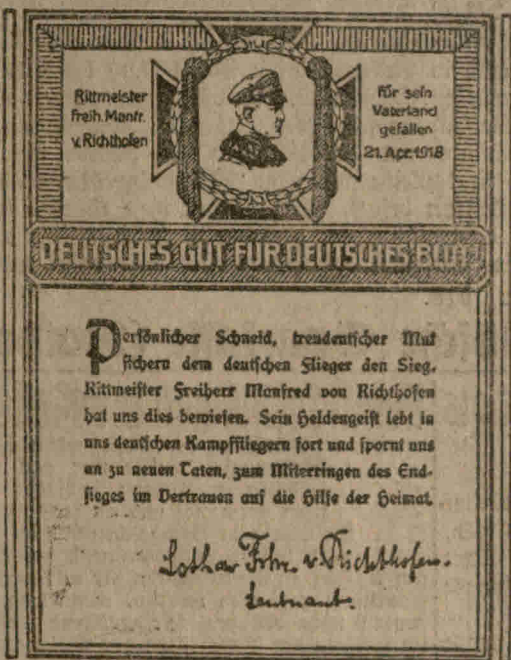 Rittmeister
Freih. Manfr.
v. Richthofen
Für sein
Vaterland
gefallen
21. Apr. 1918
DEUTSCHES GUT FÜR DEUTSCHES BLUT
Persönlicher Schneid, treudeutscher Mut
sichern dem deutschen Flieger den Sieg.
Rittmeister Freiherr Manfred von Richthofen
hat uns dies bewiesen. Sein Heldengeist lebt in
uns deutschen Kampffliegern fort und spornt uns
an zu neuen Taten, zum Miterringen des End-
sieges im Vertrauen auf die Hilfe der Heimat.
Lothar Frhr. v. Richthofen.
Leutnant.